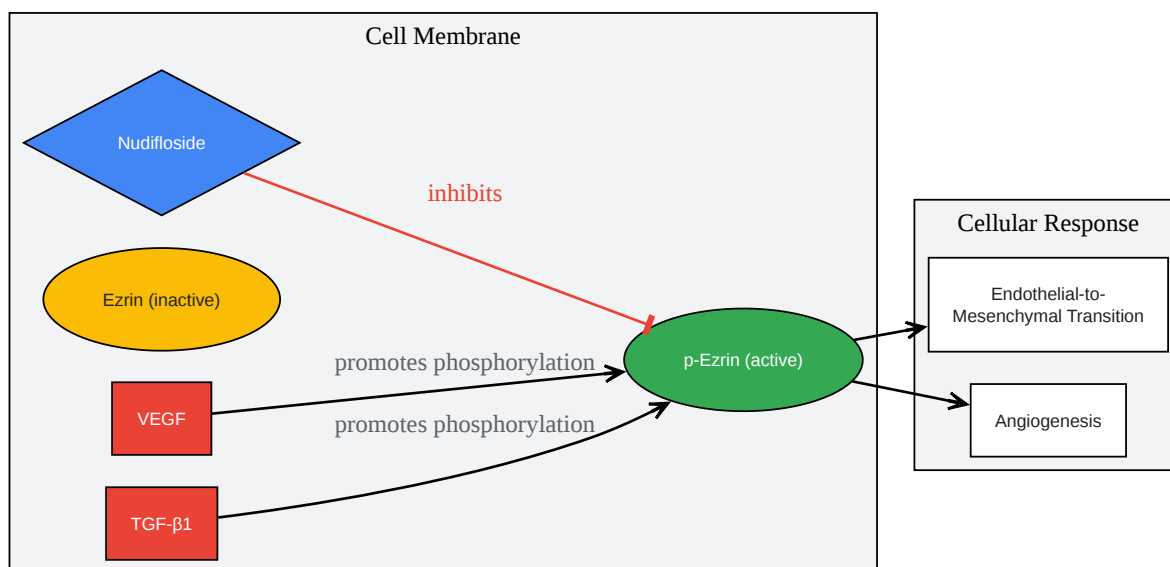 Cell Membrane
Nudifloside
inhibits
Cellular Response
Endothelial-to-
Mesenchymal Transition
Ezrin (inactive)
p-Ezrin (active)
promotes phosphorylation
VEGF
promotes phosphorylation
Angiogenesis
TGF-β1